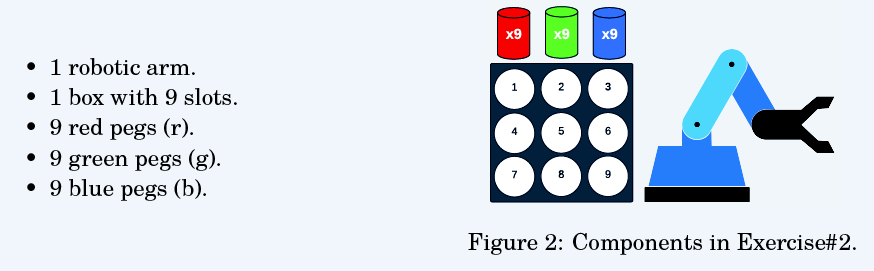 • 1 robotic arm.
• 1 box with 9 slots.
• 9 red pegs (r).
• 9 green pegs (g).
• 9 blue pegs (b).
x9 x9 x9
1 2 3
4 5 6
7 8 9
Figure 2: Components in Exercise#2.